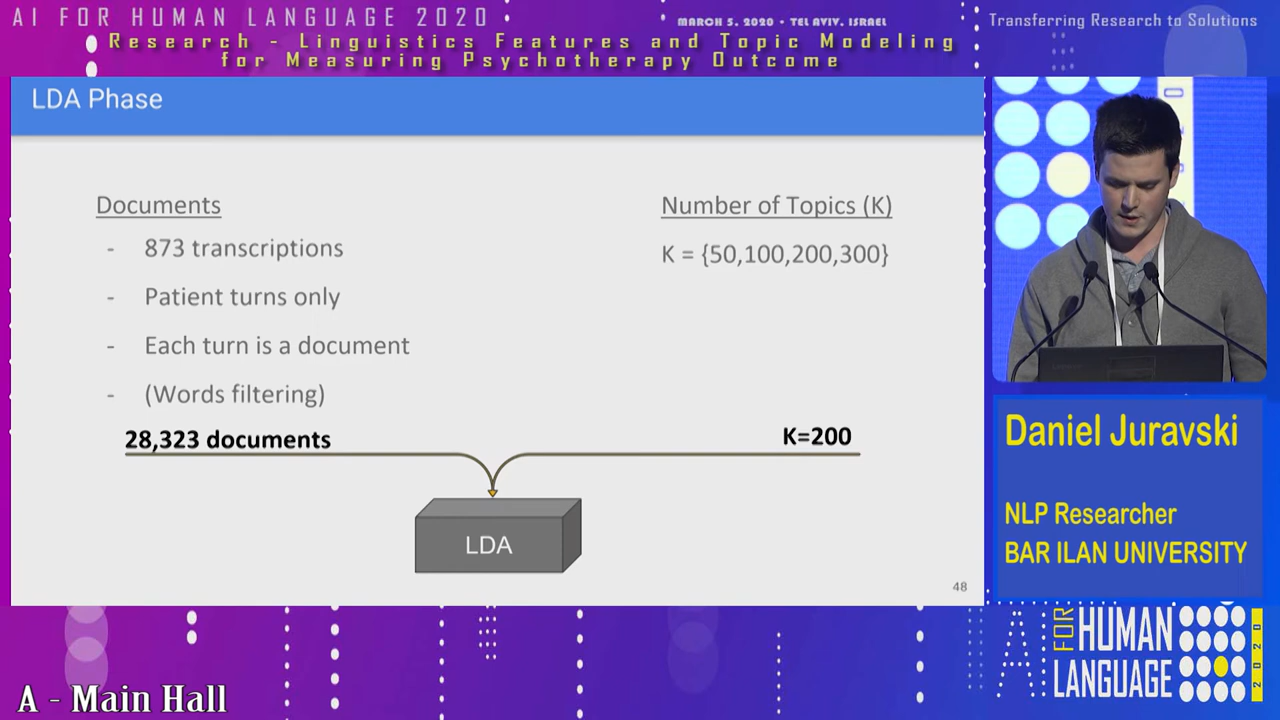 AI FOR HUMAN LANGUAGE 2020
MARCH 5, 2020 - TEL AVIV, ISRAEL
Transferring Research to Solutions
Research - Linguistics Features and Topic Modeling
for Measuring Psychotherapy Outcome
LDA Phase
Documents
- 873 transcriptions
- Patient turns only
- Each turn is a document
- (Words filtering)
28,323 documents
Number of Topics (K)
K = {50,100,200,300}
K=200
LDA
48
Daniel Juravski
NLP Researcher
BAR ILAN UNIVERSITY
A FOR HUMAN
LANGUAGE
2020
A - Main Hall